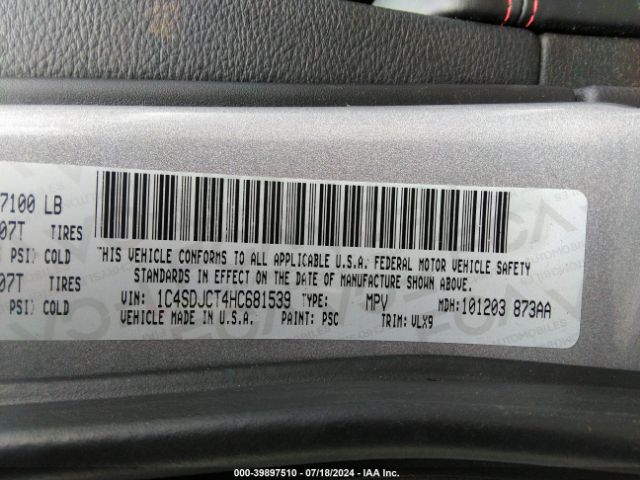 7100 LB
07T TIRES
PSI) COLD
07T TIRES
PSI) COLD
THIS VEHICLE CONFORMS TO ALL APPLICABLE U.S.A. FEDERAL MOTOR VEHICLE SAFETY
STANDARDS IN EFFECT ON THE DATE OF MANUFACTURE SHOWN ABOVE.
VIN: 1C4SDJCT4HC681539 TYPE: MPV MDH:101203 873AA
VEHICLE MADE IN U.S.A. PAINT: PSC TRIM: VLX9
000-39897510 - 07/18/2024 - IAA Inc.